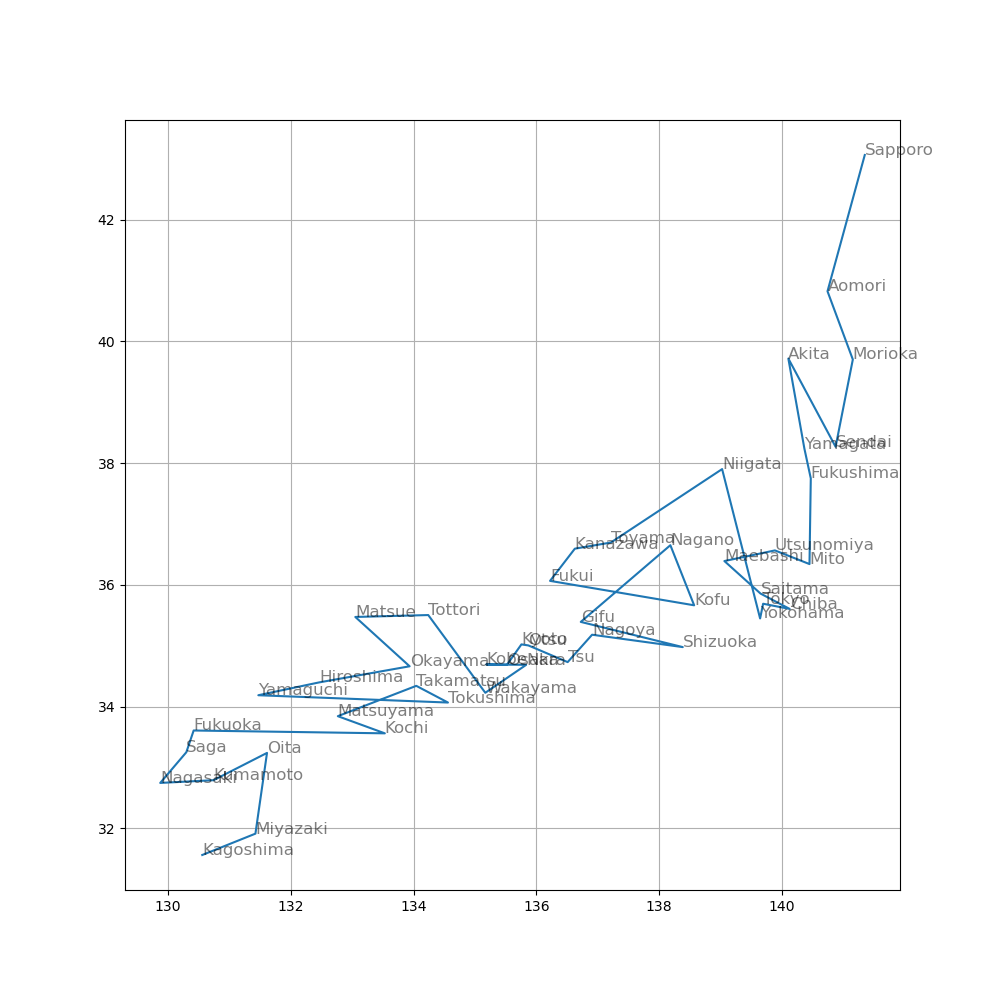 Sapporo
42
Aomori
40
Akita
Morioka
Sendai
Yamagata
38
Niigata
Fukushima
Toyama
Nagano
Kanazawa
Utsunomiya
Maebashi
Mito
36
Fukui
Saitama
Kofu
Tokyo
Chiba
Yokohama
Matsue
Tottori
Gifu
Nagoya
Shizuoka
Kyoto
Otsu
Okayama
Kobe
Osaka
Nara
Tsu
Hiroshima
Takamatsu
Yamaguchi
Wakayama
Tokushima
34
Matsuyama
Fukuoka
Kochi
Saga
Oita
Nagasaki
Kumamoto
32
Miyazaki
Kagoshima
130
132
134
136
138
140